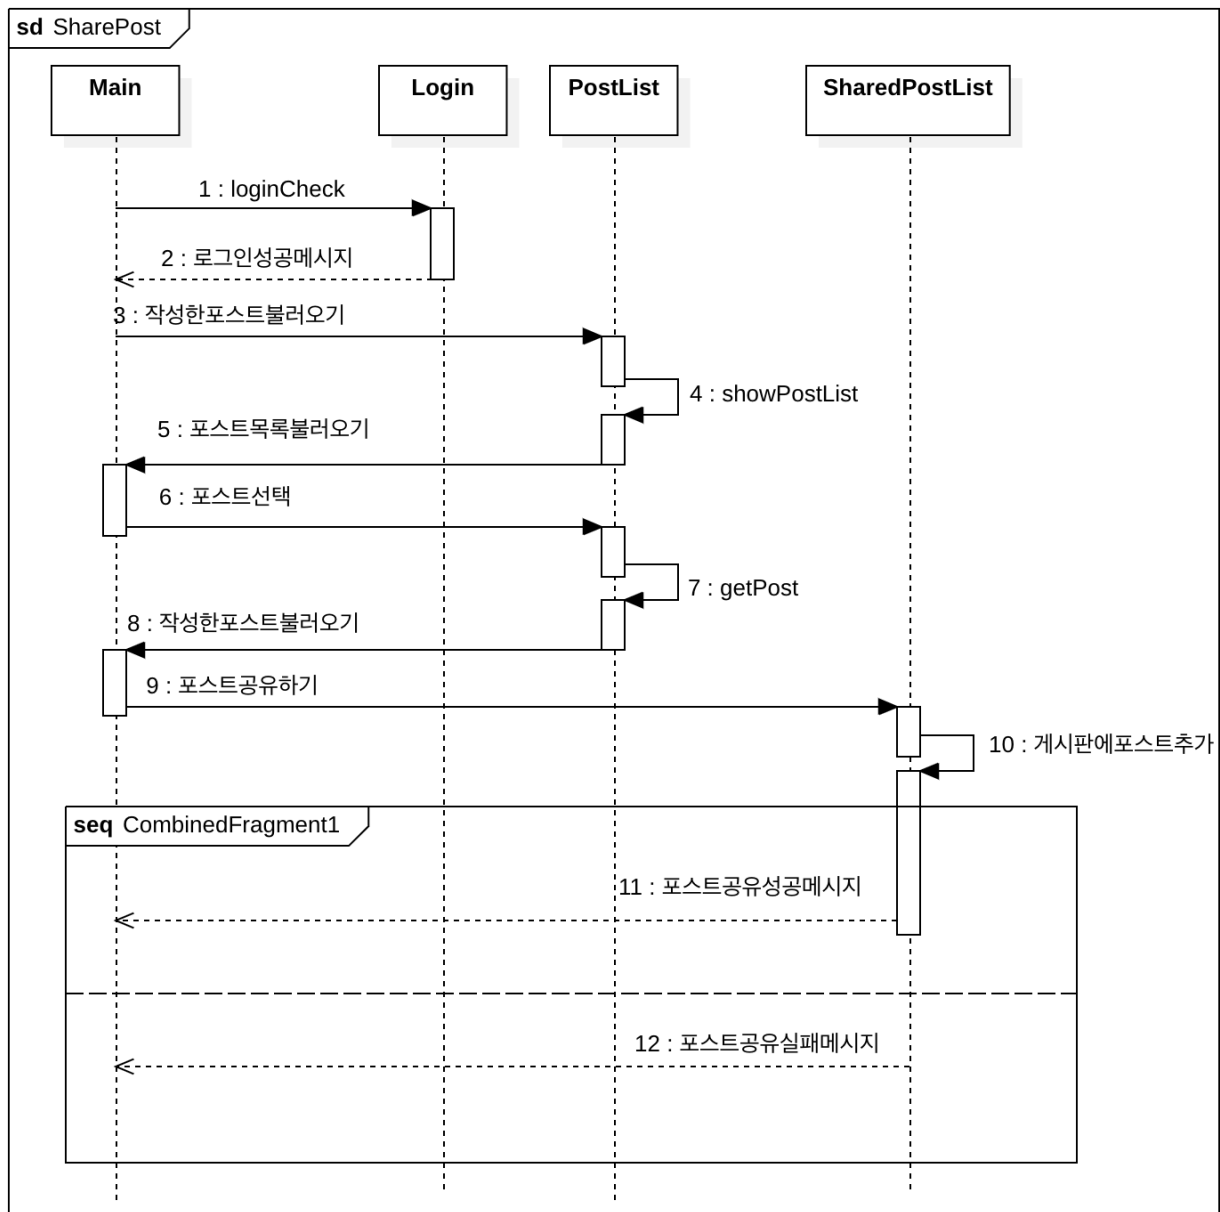 sd SharePost
Main
Login
PostList
SharedPostList
1 : loginCheck
2 : 로그인성공메시지
3 : 작성한포스트불러오기
4 : showPostList
5 : 포스트목록불러오기
6 : 포스트선택
7 : getPost
8 : 작성한포스트불러오기
9 : 포스트공유하기
10 : 게시판에포스트추가
seq CombinedFragment1
11 : 포스트공유성공메시지
12 : 포스트공유실패메시지